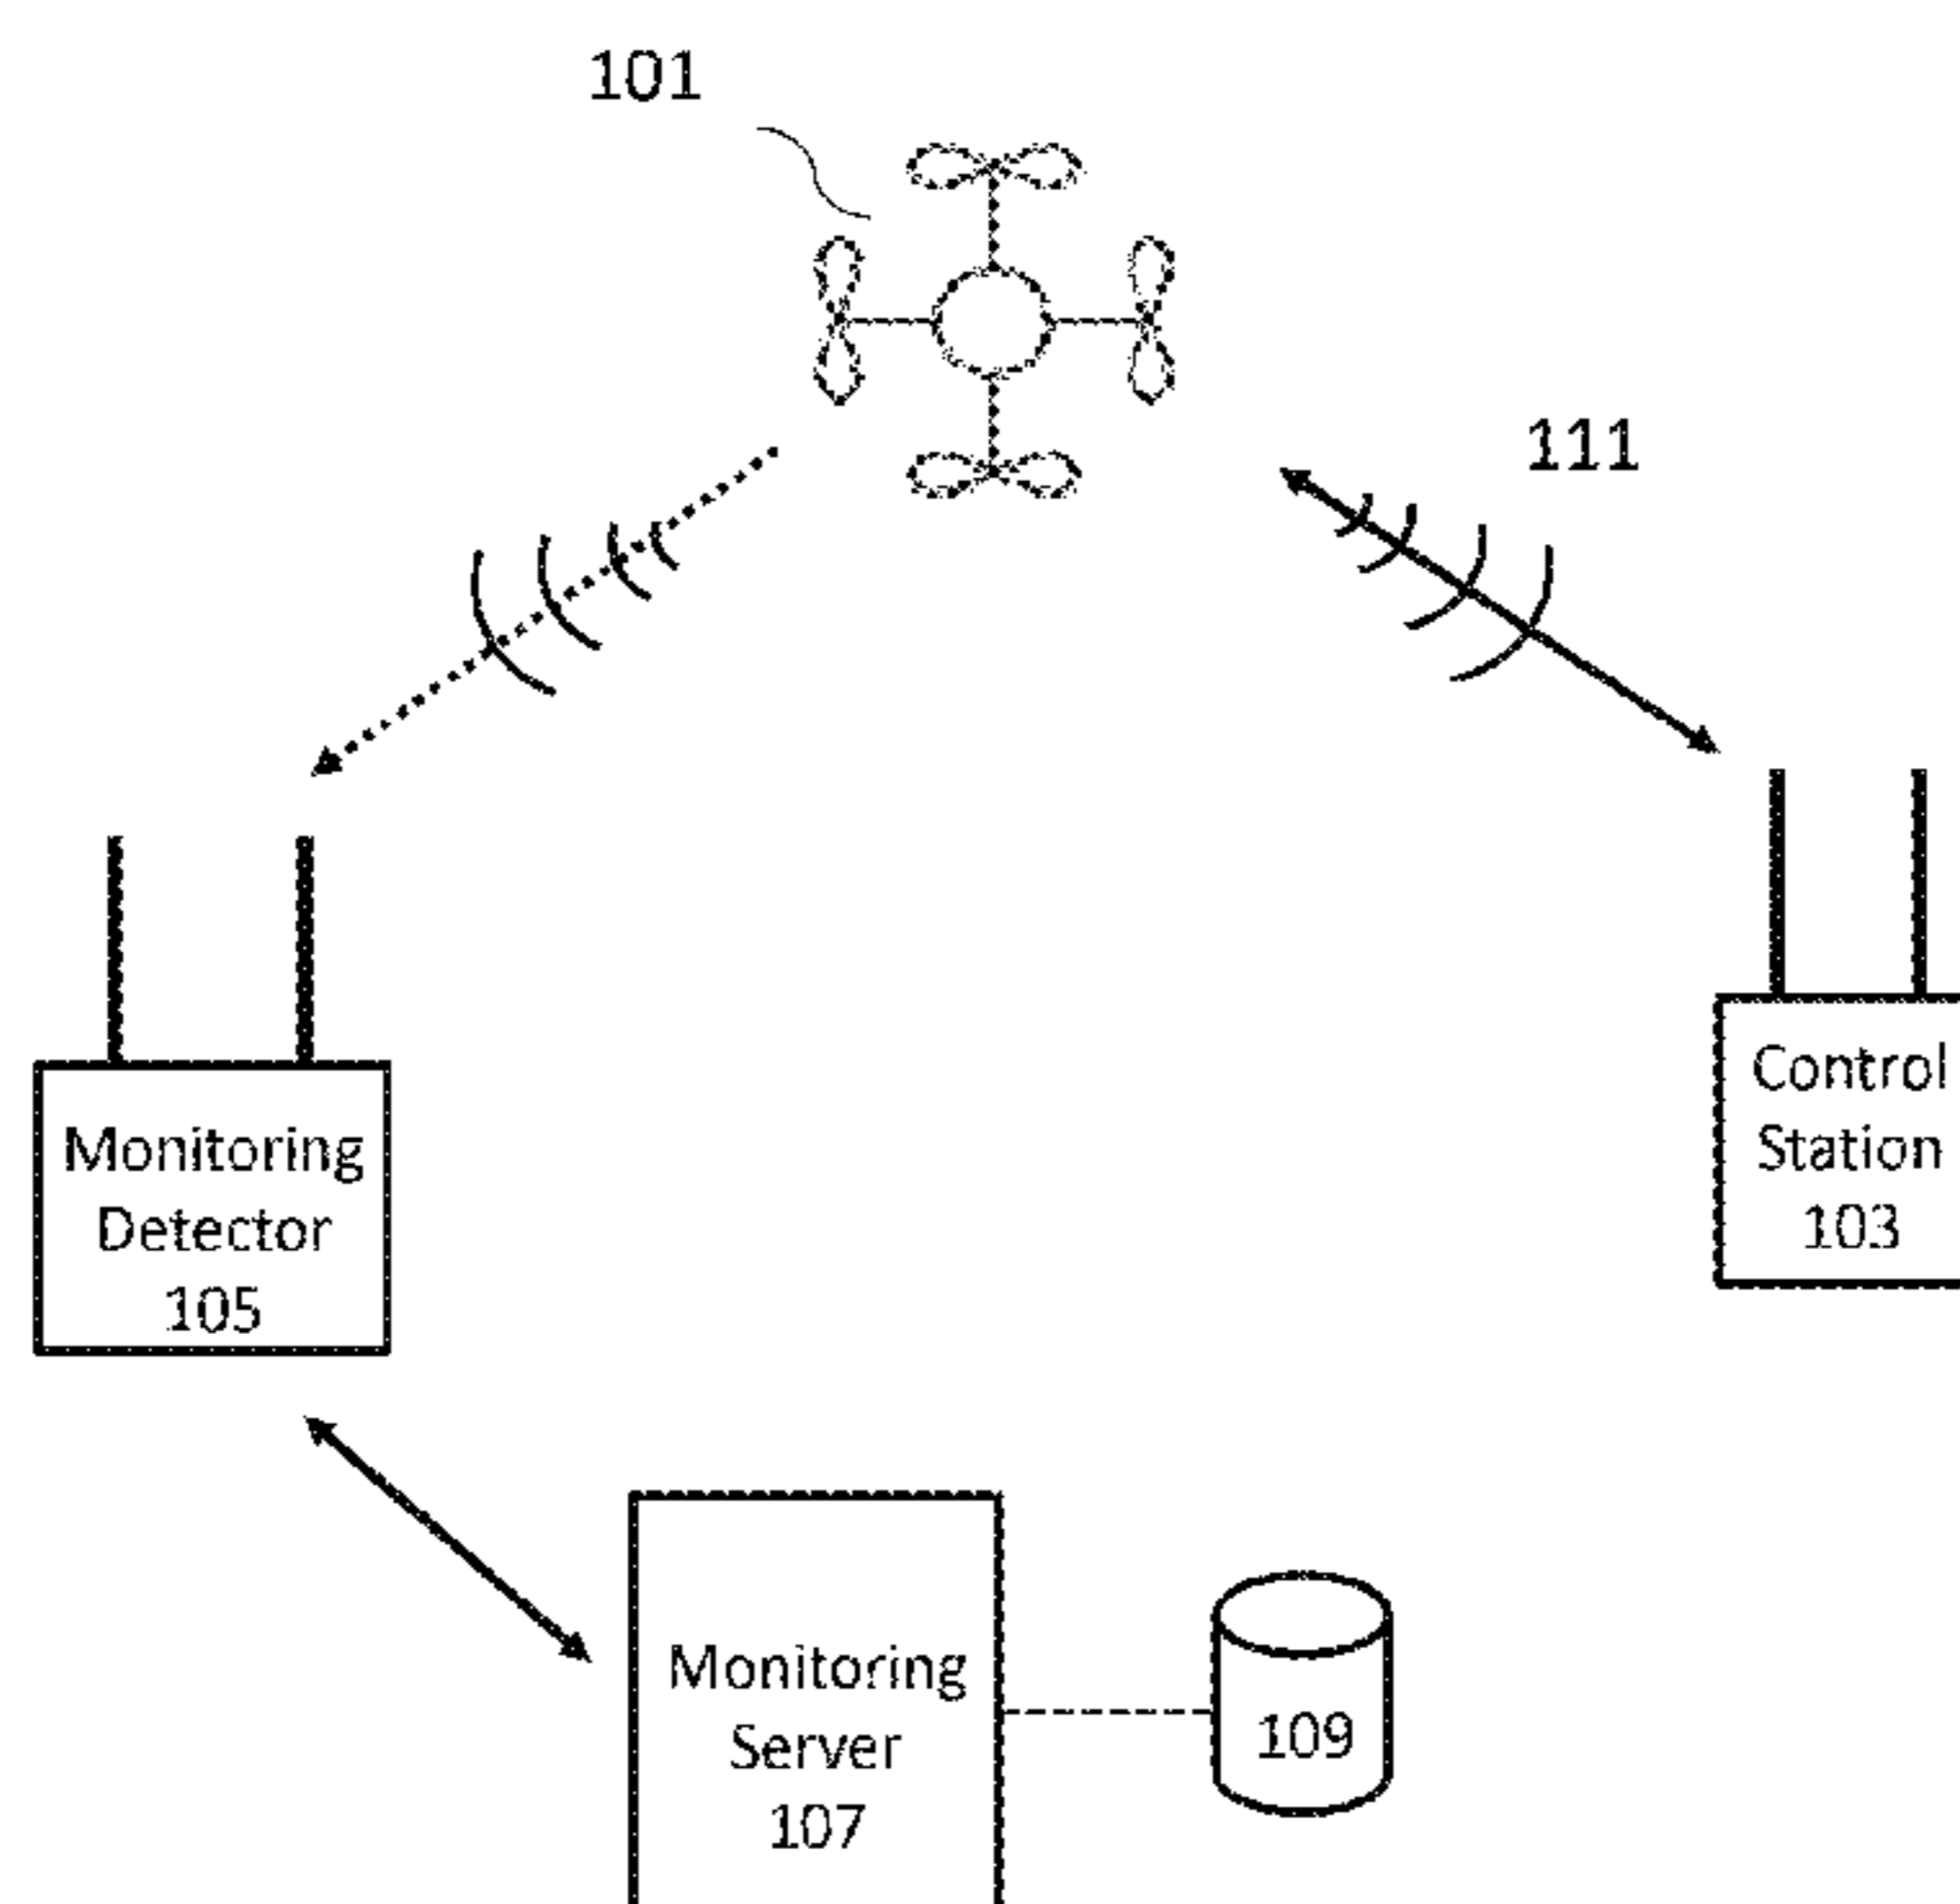 101
111
Monitoring
Detector
105
Control
Station
103
Monitoring
Server
107
109